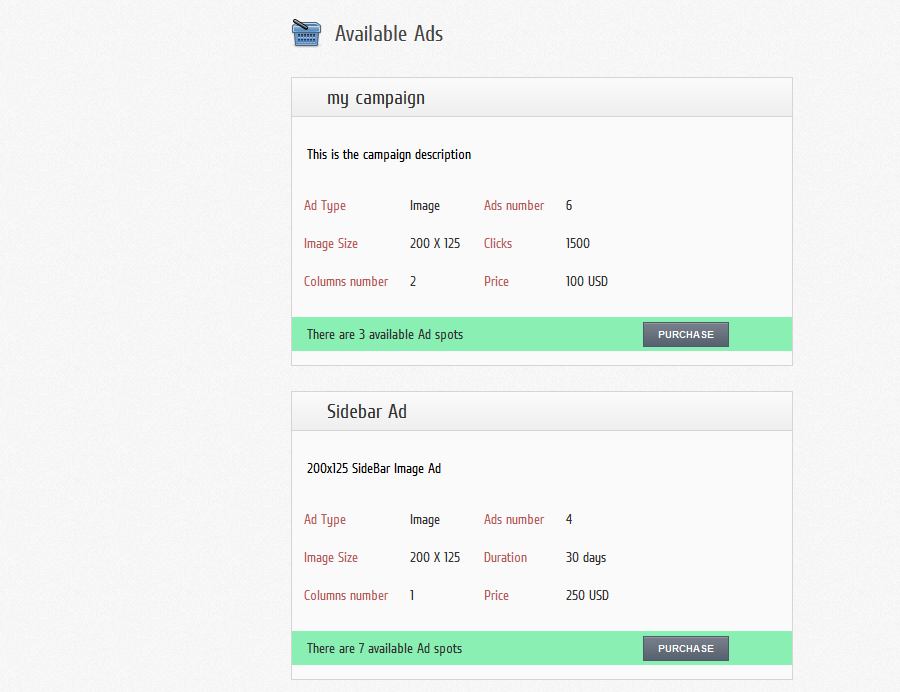 Available Ads
my campaign
This is the campaign description
Ad Type Image Ads number 6
Image Size 200 X 125 Clicks 1500
Columns number 2 Price 100 USD
There are 3 available Ad spots PURCHASE
Sidebar Ad
200x125 SideBar Image Ad
Ad Type Image Ads number 4
Image Size 200 X 125 Duration 30 days
Columns number 1 Price 250 USD
There are 7 available Ad spots PURCHASE